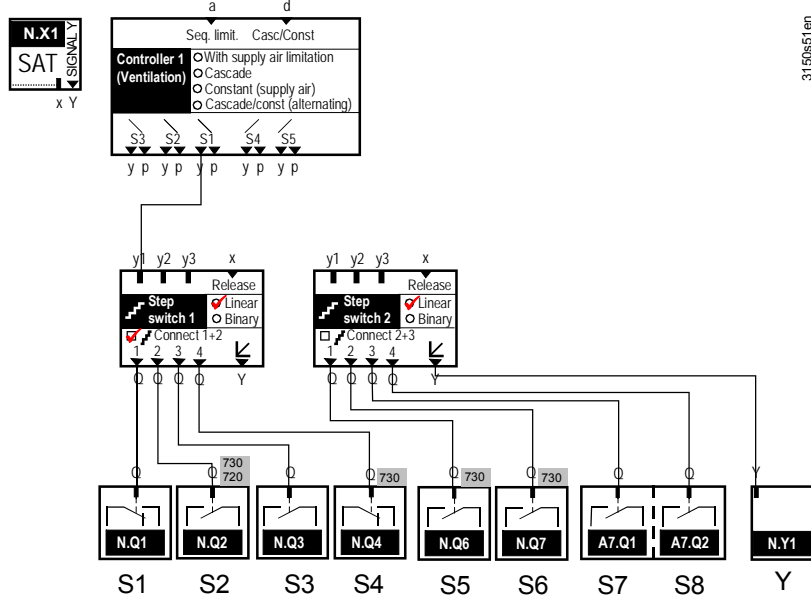 a d
3150s51en
N.X1
SAT
SIGNAL Y
x Y
Seq. limit. Casc/Const
Controller 1
(Ventilation)
With supply air limitation
Cascade
Constant (supply air)
Cascade/const (alternating)
S3 S2 S1 S4 S5
y p y p y p y p y p
y1 y2 y3 x
Release
Step
switch 1
Linear
Binary
Connect 1+2
1 2 3 4
Q Q Q Q Y
y1 y2 y3 x
Release
Step
switch 2
Linear
Binary
Connect 2+3
1 2 3 4
Q Q Q Q Y
Q Q 730
720
Q Q 730 Q 730 Q 730 Q Q Y
N.Q1 N.Q2 N.Q3 N.Q4 N.Q6 N.Q7 A7.Q1 A7.Q2 N.Y1
S1 S2 S3 S4 S5 S6 S7 S8 Y